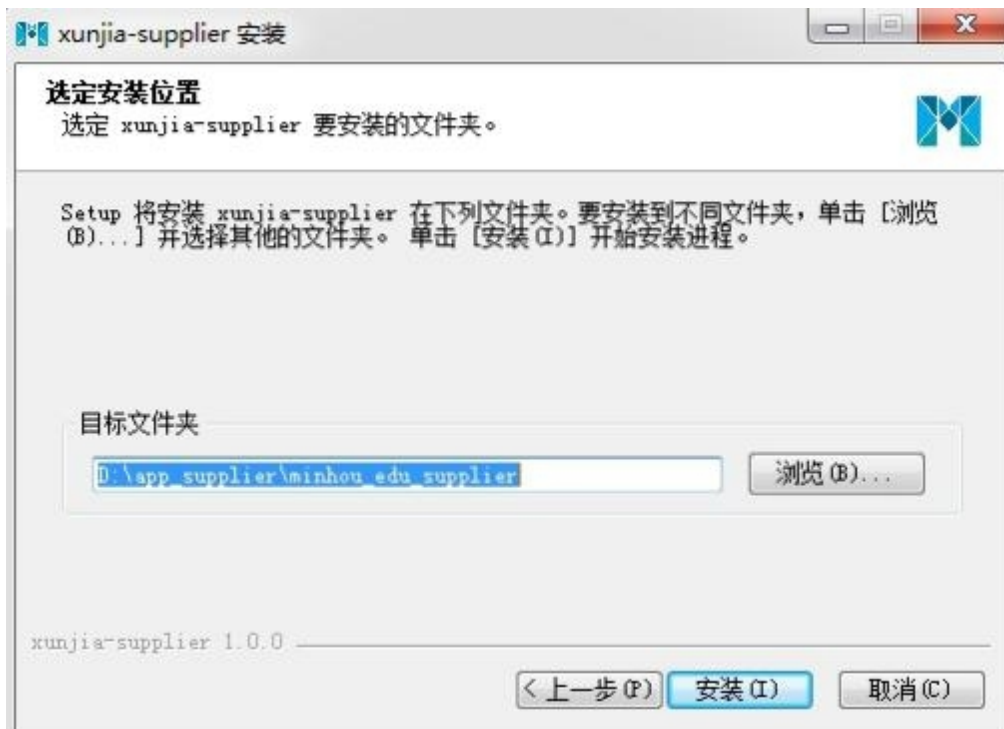 xunjia-supplier 安装
选定安装位置
选定 xunjia-supplier 要安装的文件夹。
Setup 将安装 xunjia-supplier 在下列文件夹。要安装到不同文件夹，单击 [浏览
(B)...] 并选择其他的文件夹。 单击 [安装(I)] 开始安装进程。
目标文件夹
D:\app_supplier\minhou_edu_supplier
浏览(B)...
xunjia-supplier 1.0.0
< 上一步(P)
安装(I)
取消(C)